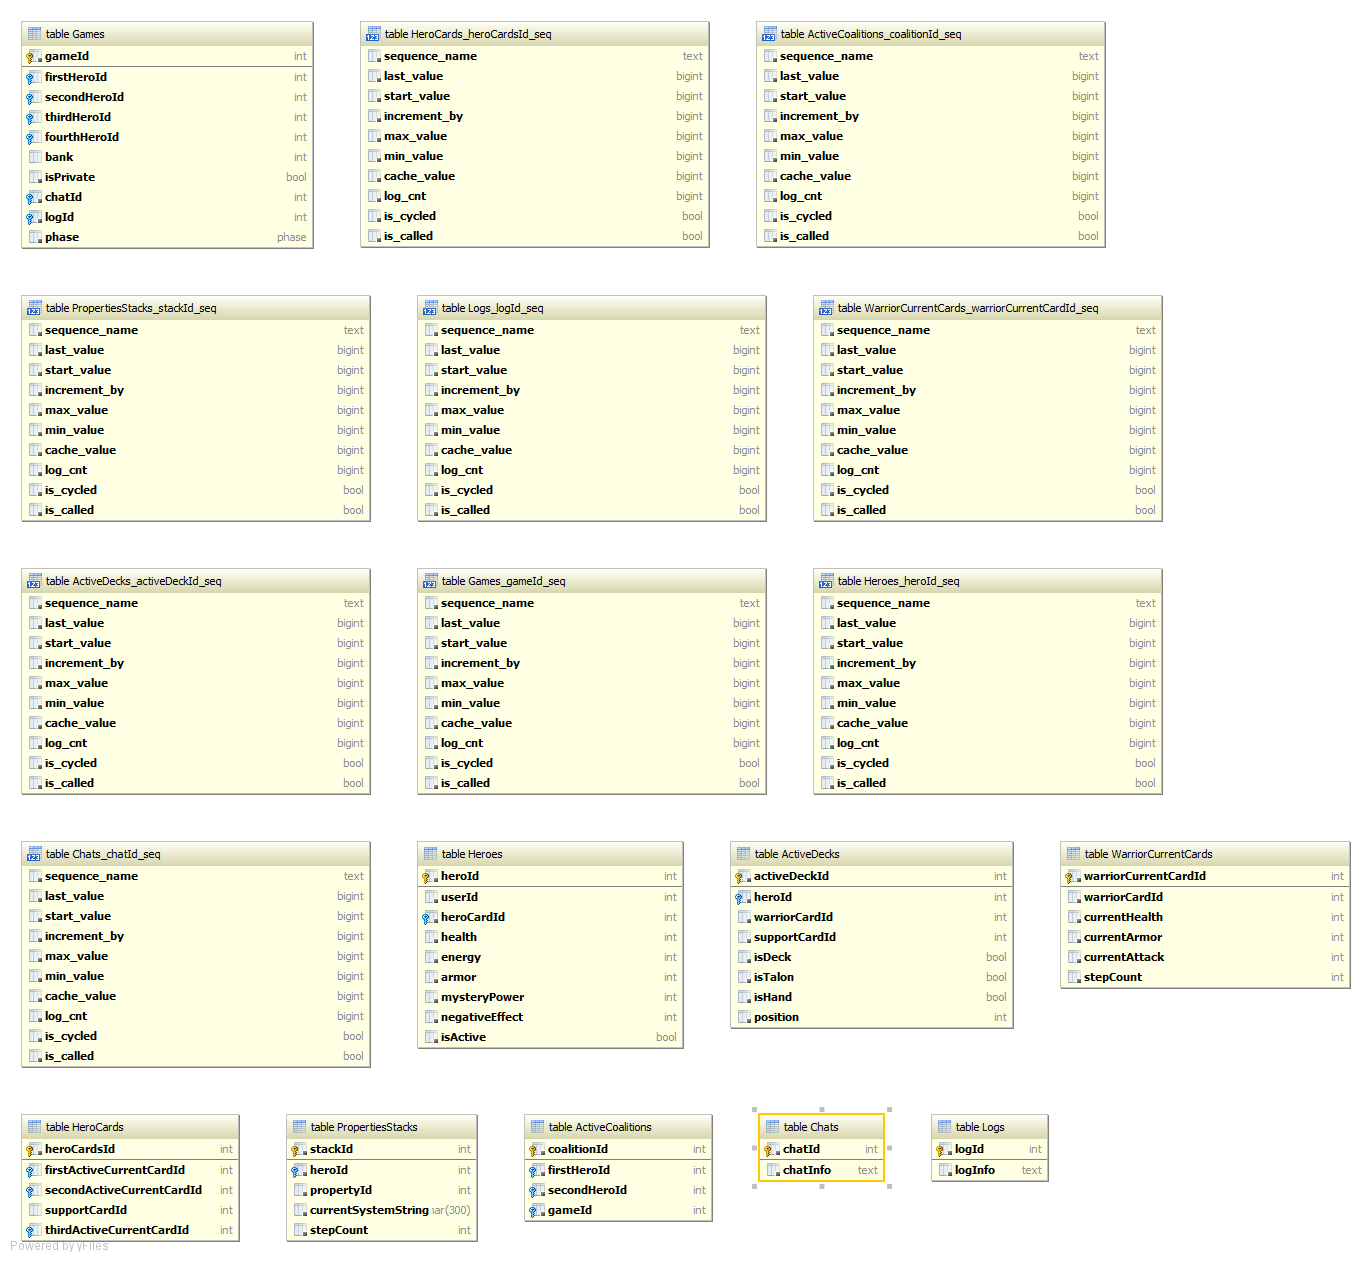 table Games
gameId int
firstHeroId int
secondHeroId int
thirdHeroId int
fourthHeroId int
bank int
isPrivate bool
chatId int
logId int
phase phase
table HeroCards_heroCardsId_seq
sequence_name text
last_value bigint
start_value bigint
increment_by bigint
max_value bigint
min_value bigint
cache_value bigint
log_cnt bigint
is_cycled bool
is_called bool
table ActiveCoalitions_coalitionId_seq
sequence_name text
last_value bigint
start_value bigint
increment_by bigint
max_value bigint
min_value bigint
cache_value bigint
log_cnt bigint
is_cycled bool
is_called bool
table PropertiesStacks_stackId_seq
sequence_name text
last_value bigint
start_value bigint
increment_by bigint
max_value bigint
min_value bigint
cache_value bigint
log_cnt bigint
is_cycled bool
is_called bool
table Logs_logId_seq
sequence_name text
last_value bigint
start_value bigint
increment_by bigint
max_value bigint
min_value bigint
cache_value bigint
log_cnt bigint
is_cycled bool
is_called bool
table WarriorCurrentCards_warriorCurrentCardId_seq
sequence_name text
last_value bigint
start_value bigint
increment_by bigint
max_value bigint
min_value bigint
cache_value bigint
log_cnt bigint
is_cycled bool
is_called bool
table ActiveDecks_activeDeckId_seq
sequence_name text
last_value bigint
start_value bigint
increment_by bigint
max_value bigint
min_value bigint
cache_value bigint
log_cnt bigint
is_cycled bool
is_called bool
table Games_gameId_seq
sequence_name text
last_value bigint
start_value bigint
increment_by bigint
max_value bigint
min_value bigint
cache_value bigint
log_cnt bigint
is_cycled bool
is_called bool
table Heroes_heroId_seq
sequence_name text
last_value bigint
start_value bigint
increment_by bigint
max_value bigint
min_value bigint
cache_value bigint
log_cnt bigint
is_cycled bool
is_called bool
table Chats_chatId_seq
sequence_name text
last_value bigint
start_value bigint
increment_by bigint
max_value bigint
min_value bigint
cache_value bigint
log_cnt bigint
is_cycled bool
is_called bool
table Heroes
heroId int
userId int
heroCardId int
health int
energy int
armor int
mysteryPower int
negativeEffect int
isActive bool
table ActiveDecks
activeDeckId int
heroId int
warriorCardId int
supportCardId int
isDeck bool
isTalon bool
isHand bool
position int
table WarriorCurrentCards
warriorCurrentCardId int
warriorCardId int
currentHealth int
currentArmor int
currentAttack int
stepCount int
table HeroCards
heroCardsId int
firstActiveCurrentCardId int
secondActiveCurrentCardId int
supportCardId int
thirdActiveCurrentCardId int
table PropertiesStacks
stackId int
heroId int
propertyId int
currentSystemString ar(300)
stepCount int
table ActiveCoalitions
coalitionId int
firstHeroId int
secondHeroId int
gameId int
table Chats
chatId int
chatInfo text
table Logs
logId int
logInfo text
Powered by yFiles